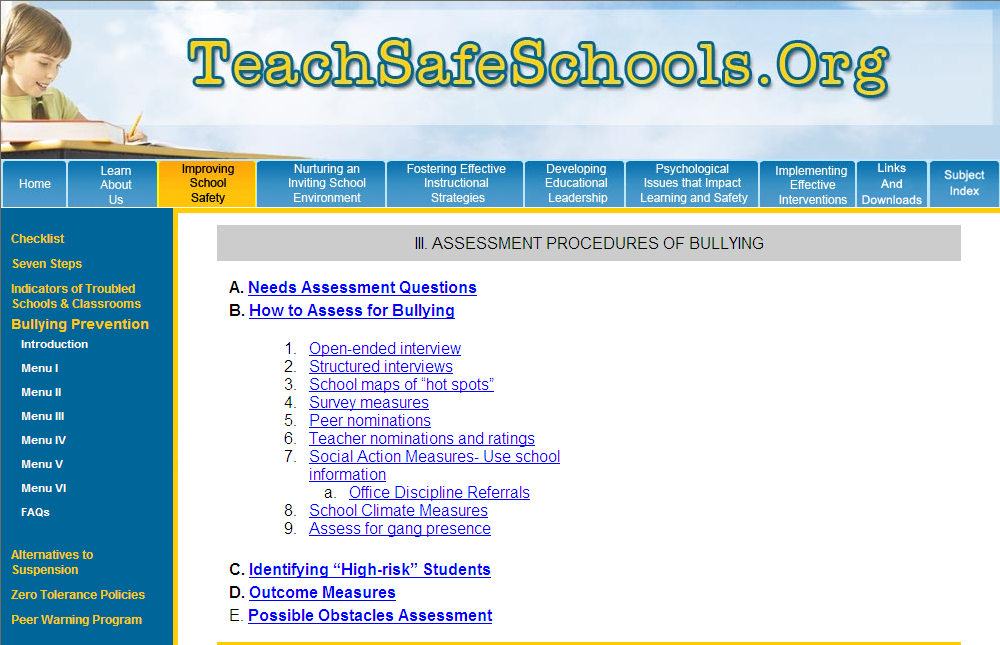 TeachSafeSchools.Org
Home
Learn
About
Us
Improving
School
Safety
Nurturing an
Inviting School
Environment
Fostering Effective
Instructional
Strategies
Developing
Educational
Leadership
Psychological
Issues that Impact
Learning and Safety
Implementing
Effective
Interventions
Links
And
Downloads
Subject
Index
Checklist
Seven Steps
Indicators of Troubled
Schools & Classrooms
Bullying Prevention
Introduction
Menu I
Menu II
Menu III
Menu IV
Menu V
Menu VI
FAQs
Alternatives to
Suspension
Zero Tolerance Policies
Peer Warning Program
III. ASSESSMENT PROCEDURES OF BULLYING
A. Needs Assessment Questions
B. How to Assess for Bullying
1. Open-ended interview
2. Structured interviews
3. School maps of “hot spots”
4. Survey measures
5. Peer nominations
6. Teacher nominations and ratings
7. Social Action Measures- Use school
information
a. Office Discipline Referrals
8. School Climate Measures
9. Assess for gang presence
C. Identifying “High-risk” Students
D. Outcome Measures
E. Possible Obstacles Assessment